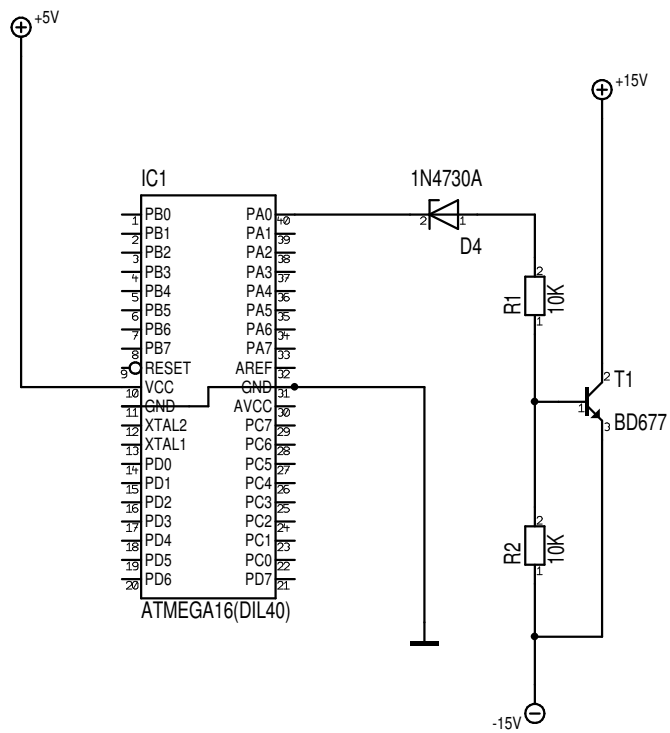 +5V
+15V
IC1
1N4730A
PB0 1
PB1 2
PB2 3
PB3 4
PB4 5
PB5 6
PB6 7
PB7 8
RESET 9
VCC 10
GND 11
XTAL2 12
XTAL1 13
PD0 14
PD1 15
PD2 16
PD3 17
PD4 18
PD5 19
PD6 20
PA0 40
PA1 39
PA2 38
PA3 37
PA4 36
PA5 35
PA6 34
PA7 33
AREF 32
GND 31
AVCC 30
PC7 29
PC6 28
PC5 27
PC4 26
PC3 25
PC2 24
PC1 23
PC0 22
PD7 21
ATMEGA16(DIL40)
2 1
D4
2
R1 10K
1
2
T1
1
3
BD677
2
R2 10K
1
-15V